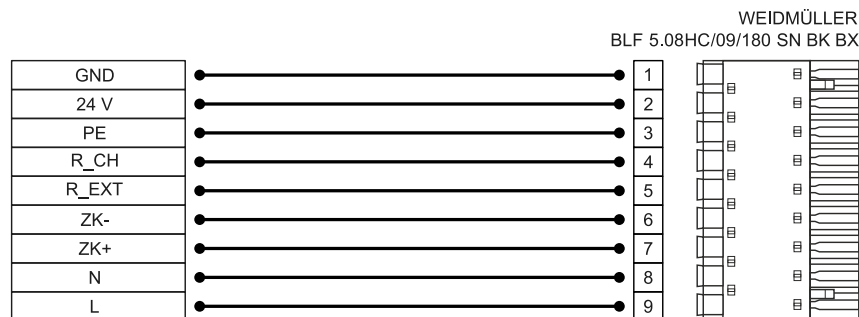 WEIDMÜLLER
BLF 5.08HC/09/180 SN BK BX
GND 1
24 V 2
PE 3
R_CH 4
R_EXT 5
ZK- 6
ZK+ 7
N 8
L 9